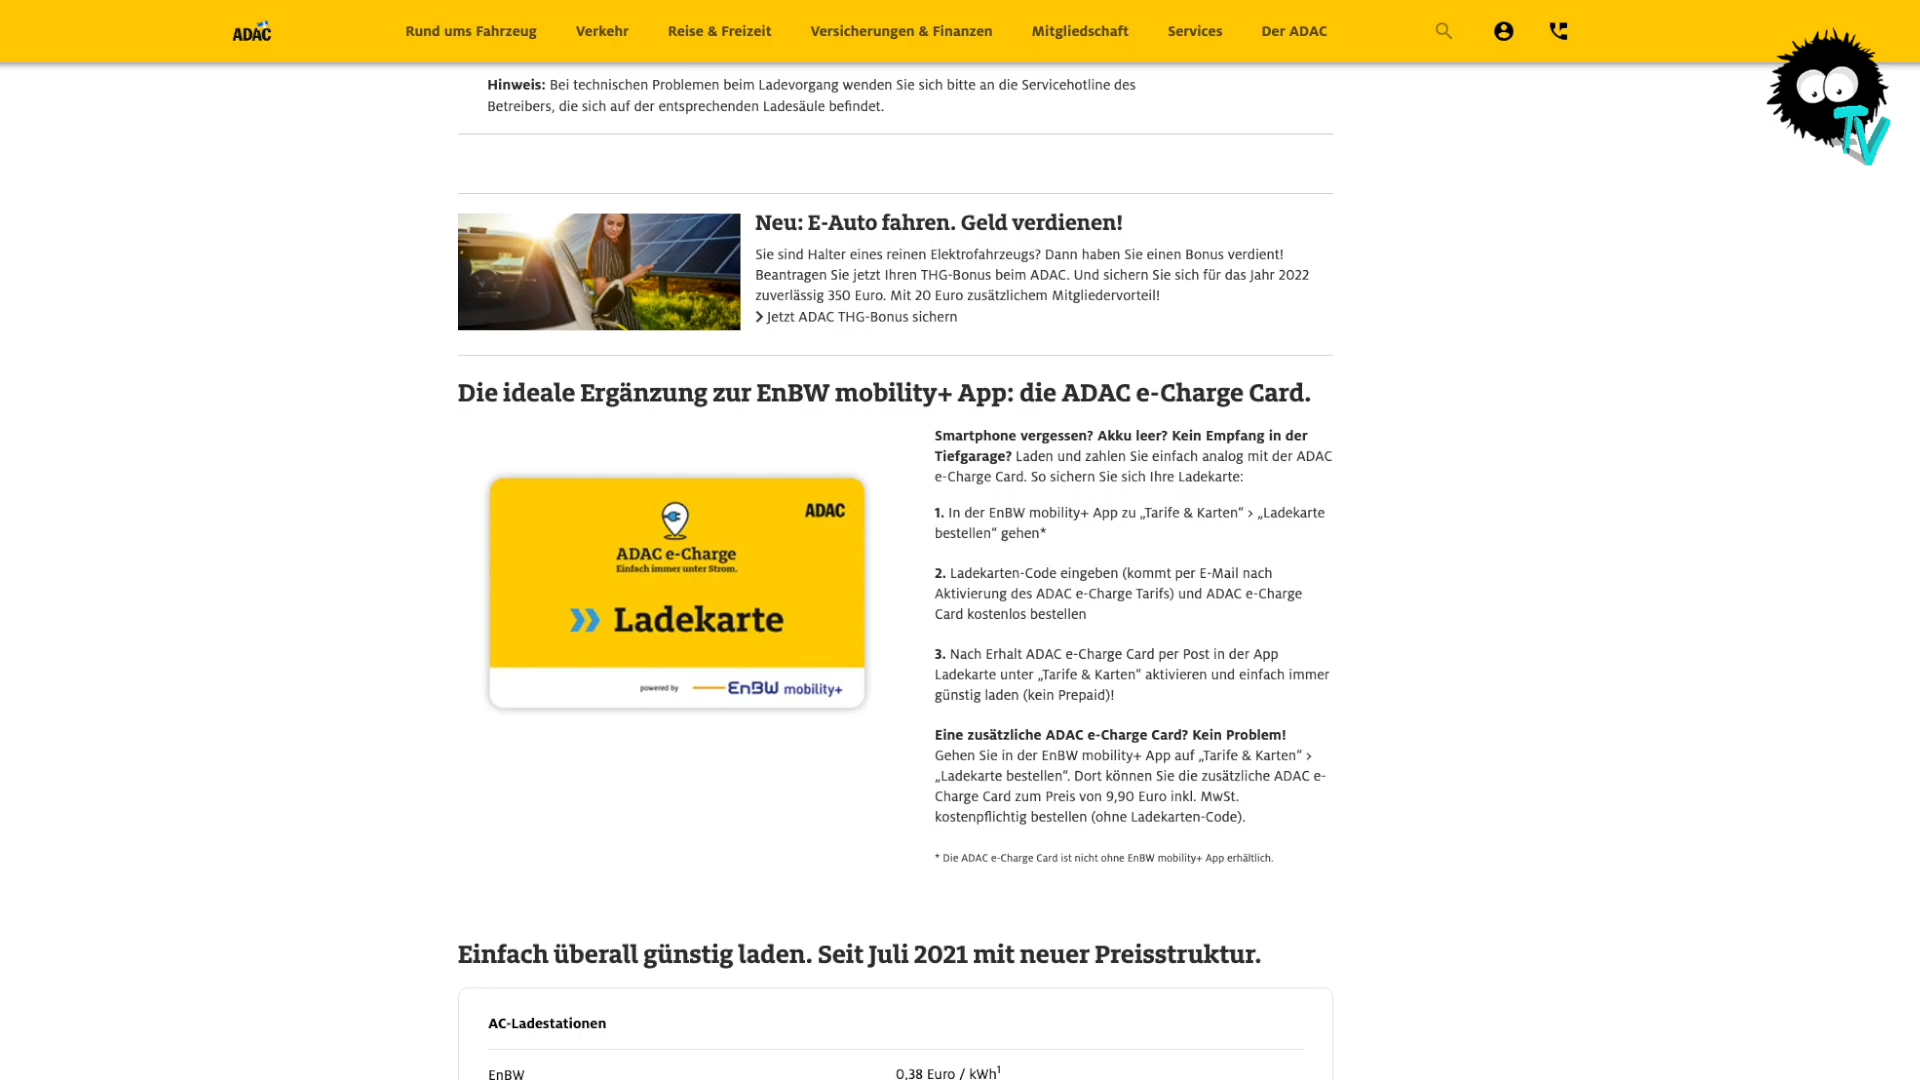 ADAC
Rund ums Fahrzeug
Verkehr
Reise & Freizeit
Versicherungen & Finanzen
Mitgliedschaft
Services
Der ADAC
TV
Hinweis: Bei technischen Problemen beim Ladevorgang wenden Sie sich bitte an die Servicehotline des
Betreibers, die sich auf der entsprechenden Ladesäule befindet.
Neu: E-Auto fahren. Geld verdienen!
Sie sind Halter eines reinen Elektrofahrzeugs? Dann haben Sie einen Bonus verdient!
Beantragen Sie jetzt Ihren THG-Bonus beim ADAC. Und sichern Sie sich für das Jahr 2022
zuverlässig 350 Euro. Mit 20 Euro zusätzlichem Mitgliedervorteil!
Jetzt ADAC THG-Bonus sichern
Die ideale Ergänzung zur EnBW mobility+ App: die ADAC e-Charge Card.
ADAC
ADAC e-Charge
Einfach immer unter Strom.
Ladekarte
powered by EnBW mobility+
Smartphone vergessen? Akku leer? Kein Empfang in der
Tiefgarage? Laden und zahlen Sie einfach analog mit der ADAC
e-Charge Card. So sichern Sie sich Ihre Ladekarte:
1. In der EnBW mobility+ App zu „Tarife & Karten“ > „Ladekarte
bestellen“ gehen*
2. Ladekarten-Code eingeben (kommt per E-Mail nach
Aktivierung des ADAC e-Charge Tarifs) und ADAC e-Charge
Card kostenlos bestellen
3. Nach Erhalt ADAC e-Charge Card per Post in der App
Ladekarte unter „Tarife & Karten“ aktivieren und einfach immer
günstig laden (kein Prepaid)!
Eine zusätzliche ADAC e-Charge Card? Kein Problem!
Gehen Sie in der EnBW mobility+ App auf „Tarife & Karten“ >
„Ladekarte bestellen“. Dort können Sie die zusätzliche ADAC e-
Charge Card zum Preis von 9,90 Euro inkl. MwSt.
kostenpflichtig bestellen (ohne Ladekarten-Code).
* Die ADAC e-Charge Card ist nicht ohne EnBW mobility+ App erhältlich.
Einfach überall günstig laden. Seit Juli 2021 mit neuer Preisstruktur.
AC-Ladestationen
EnBW
0,38 Euro / kWh¹